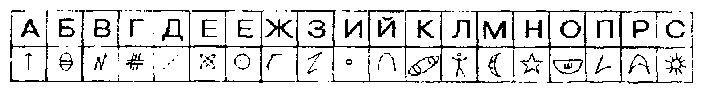 А Б В Г Д Е Е Ж З И Й К Л М Н О П Р С